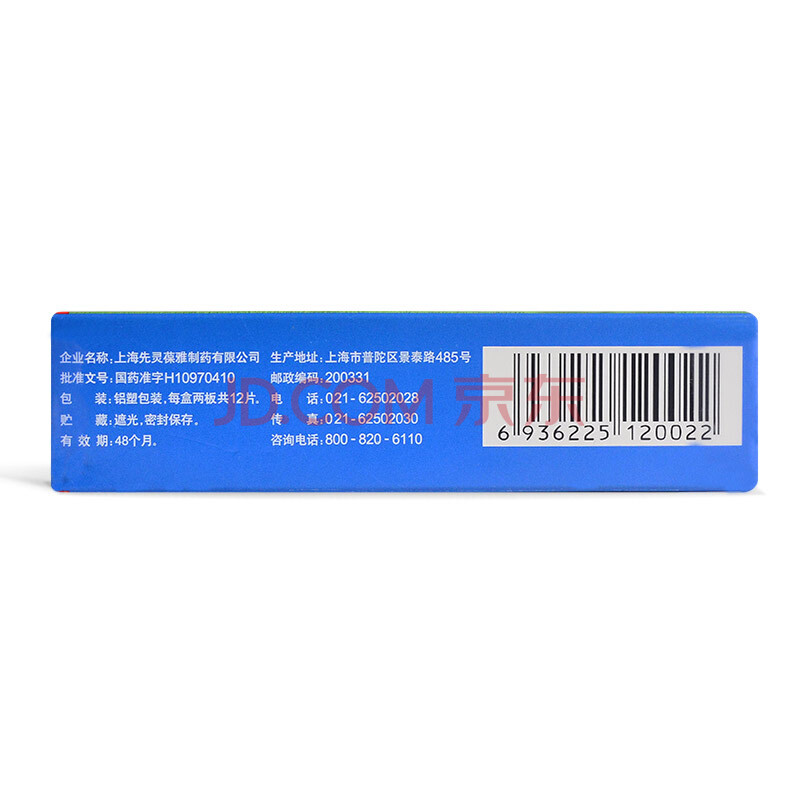 企业名称:上海先灵葆雅制药有限公司
批准文号:国药准字H10970410
包 装:铝塑包装,每盒两板共12片。
贮 藏:遮光,密封保存。
有 效 期:48个月。
生产地址:上海市普陀区景泰路485号
邮政编码:200331
电 话:021-62502028
传 真:021-62502030
咨询电话:800-820-6110
6 936225 120022
JD.COM 京东